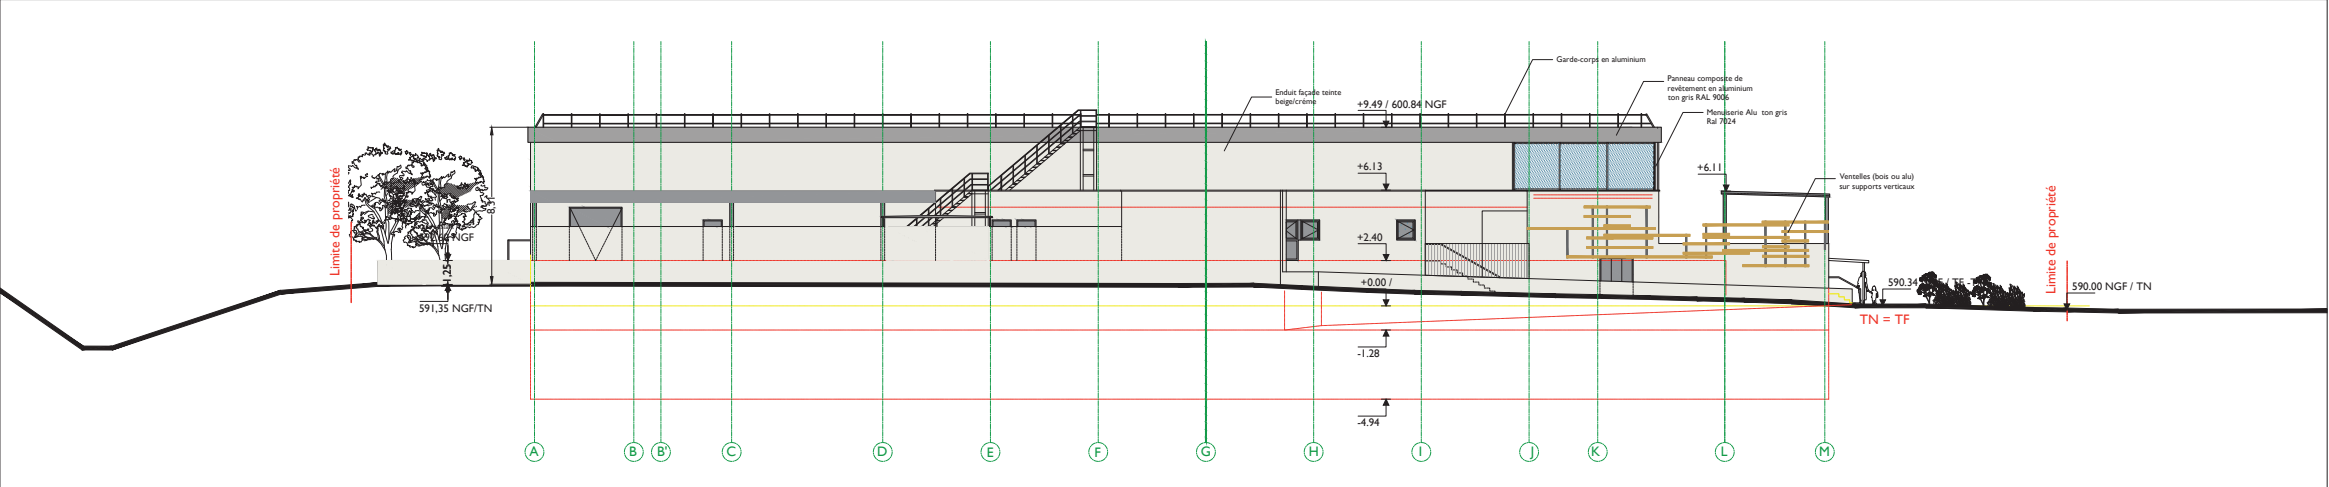 Garde-corps en aluminium
Panneau composite de
revêtement en aluminium
ton gris RAL 9006
Enduit façade teinte
beige/crème
+9.49 / 600.84 NGF
Menuiserie Alu ton gris
Ral 7024
+6.13
+6.11
Ventelles (bois ou alu)
sur supports verticaux
Limite de propriété
8,31
NGF
1,25
+2.40
+0.00 /
591,35 NGF/TN
590.34
/ TF -
590.00 NGF / TN
Limite de propriété
TN = TF
-1.28
-4.94
A B B' C D E F G H I J K L M